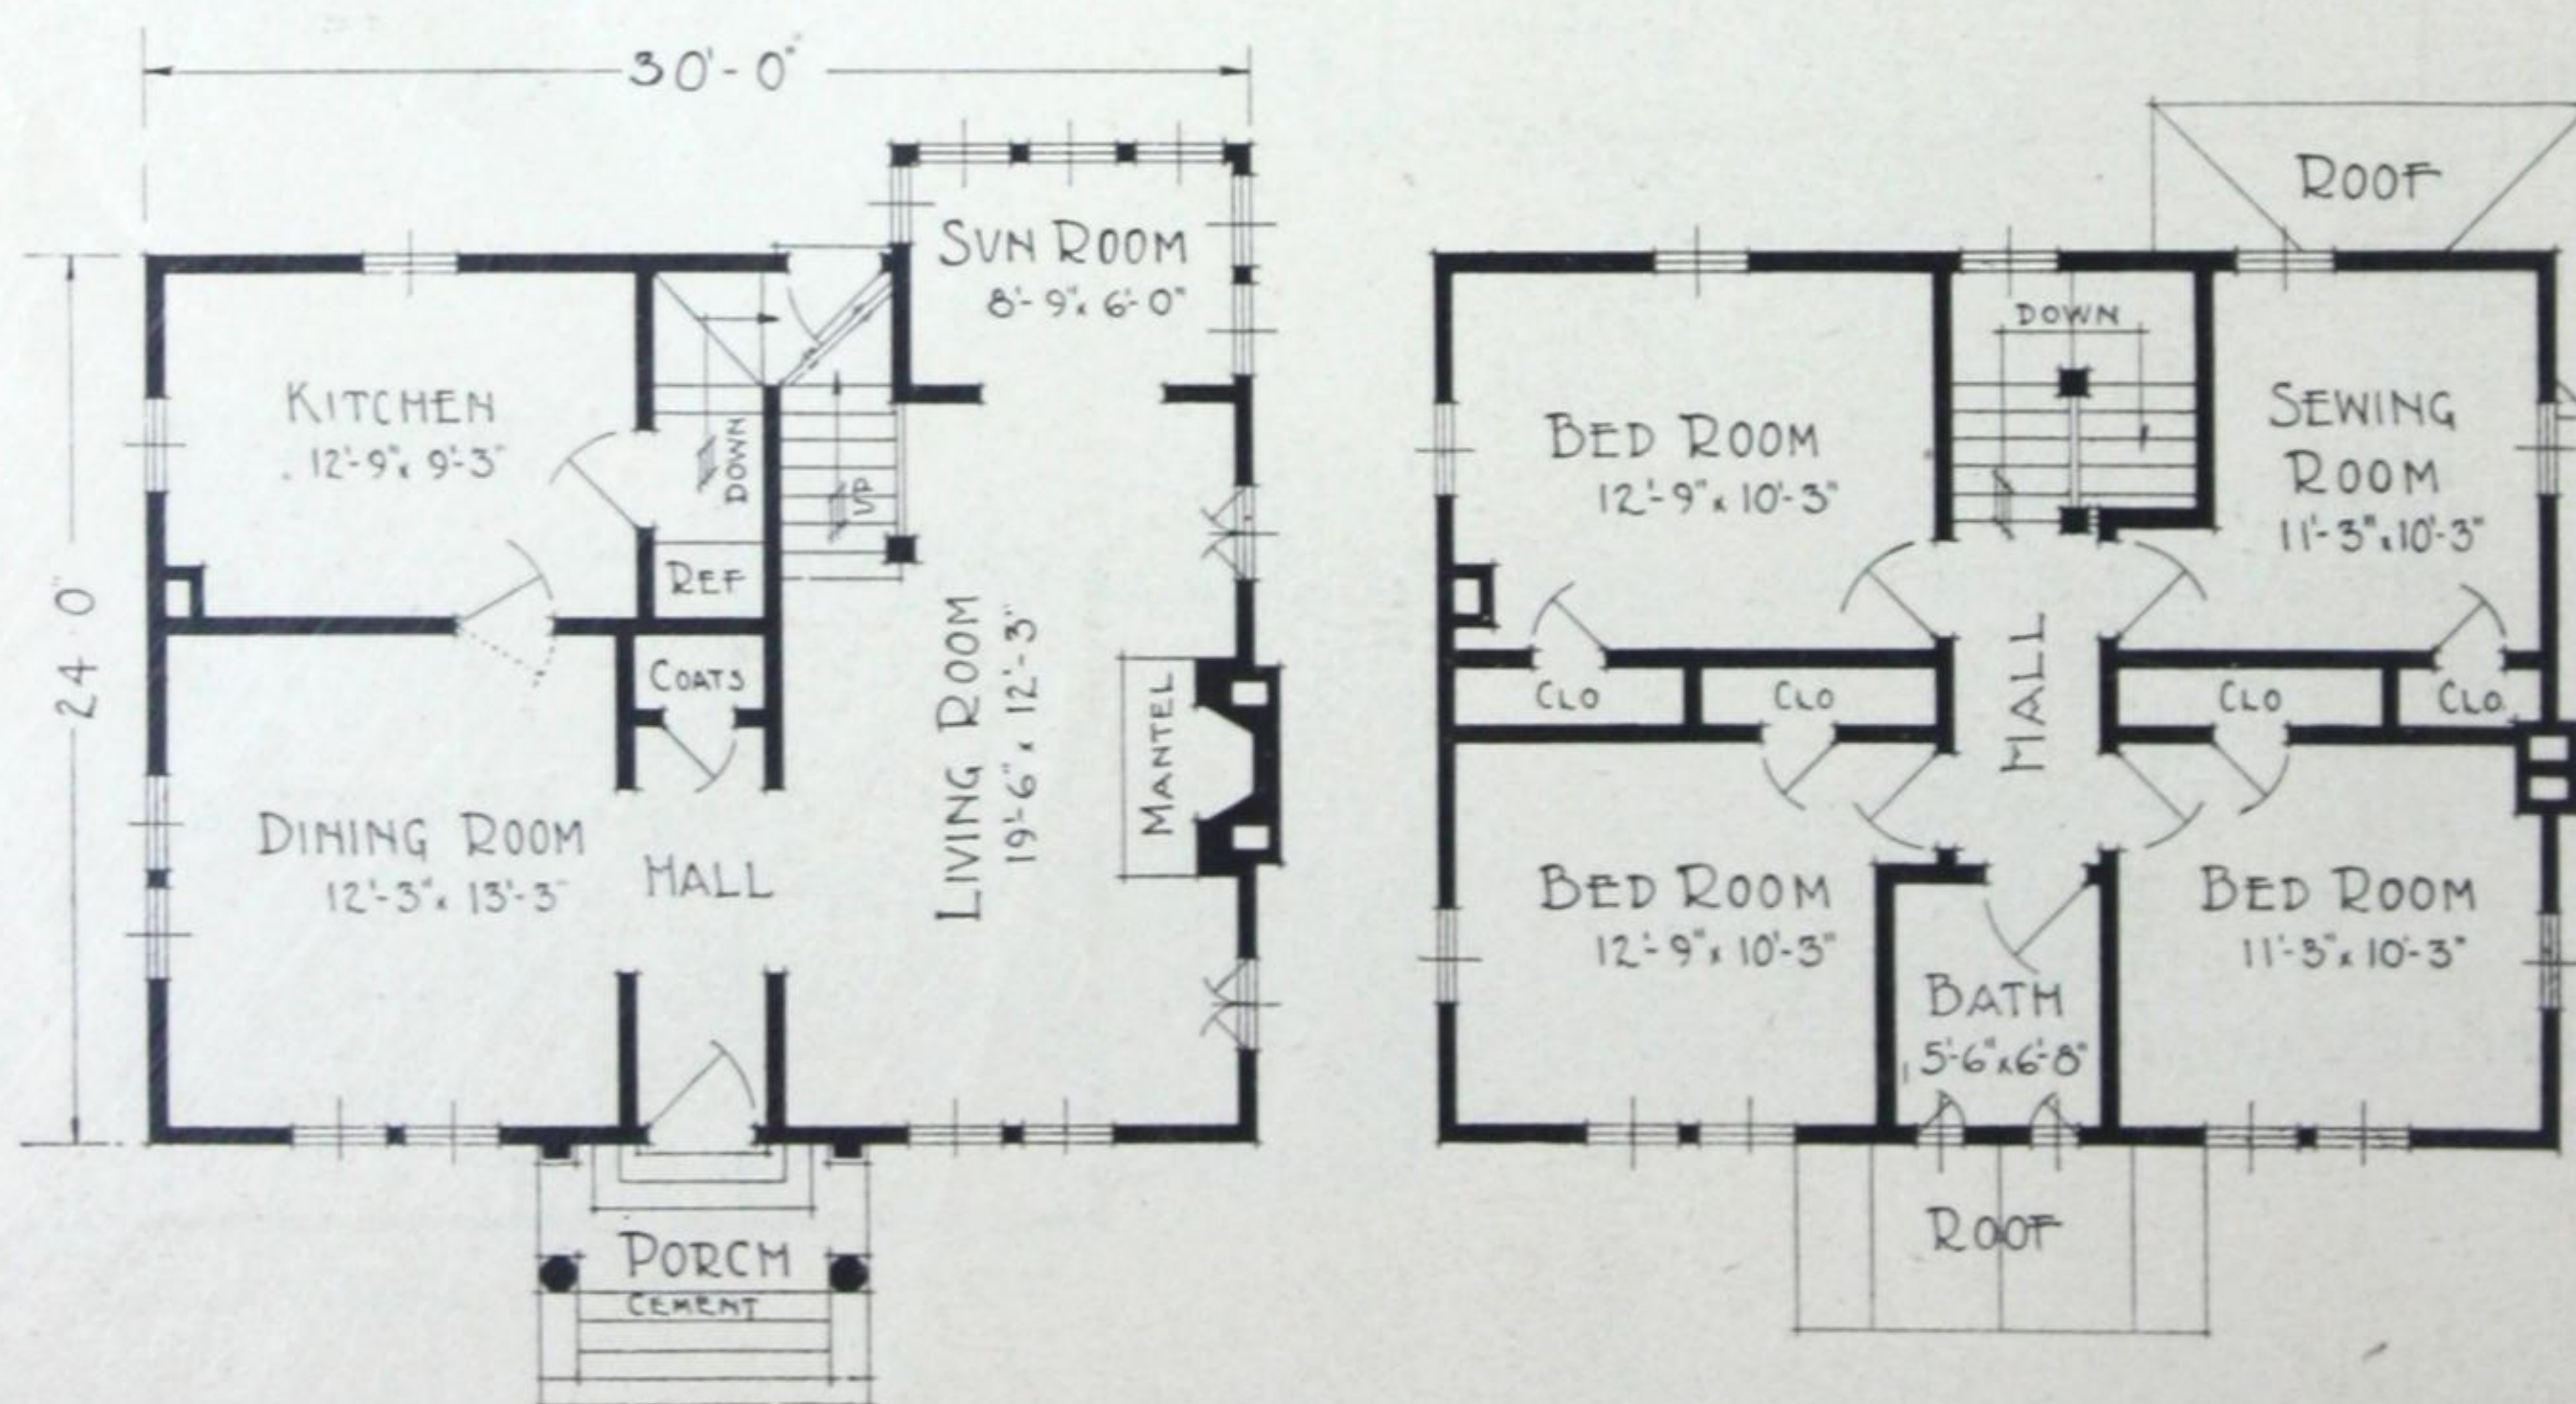 30'-0"
SUN ROOM
8'-9" x 6'-0"
KITCHEN
12'-9" x 9'-3"
DOWN
UP
REF
24'-0"
COATS
LIVING ROOM
19'-6" x 12'-3"
MANTEL
DINING ROOM
12'-3" x 13'-3"
HALL
PORCH
CEMENT
ROOF
DOWN
BED ROOM
12'-9" x 10'-3"
SEWING
ROOM
11'-3" x 10'-3"
HALL
CLO
CLO
CLO
CLO.
BED ROOM
12'-9" x 10'-3"
BED ROOM
11'-3" x 10'-3"
BATH
5'-6" x 6'-8"
ROOF